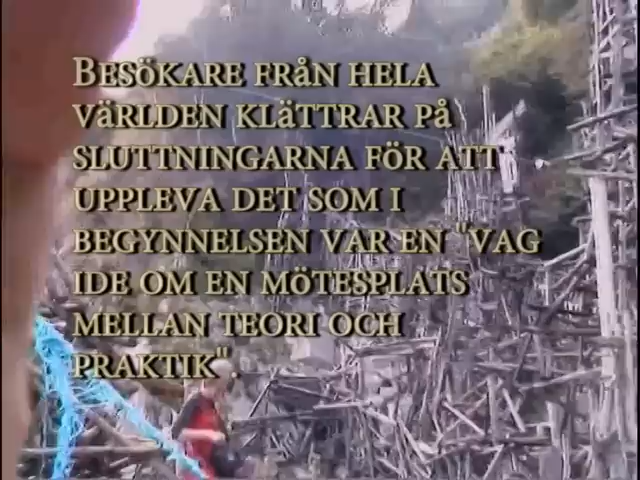 BESÖKARE FRÅN HELA
VÄRLDEN KLÄTTRAR PÅ
SLUTTNINGARNA FÖR ATT
UPPLEVA DET SOM I
BEGYNNELSEN VAR EN "VAG
IDE OM EN MÖTESPLATS
MELLAN TEORI OCH
PRAKTIK".